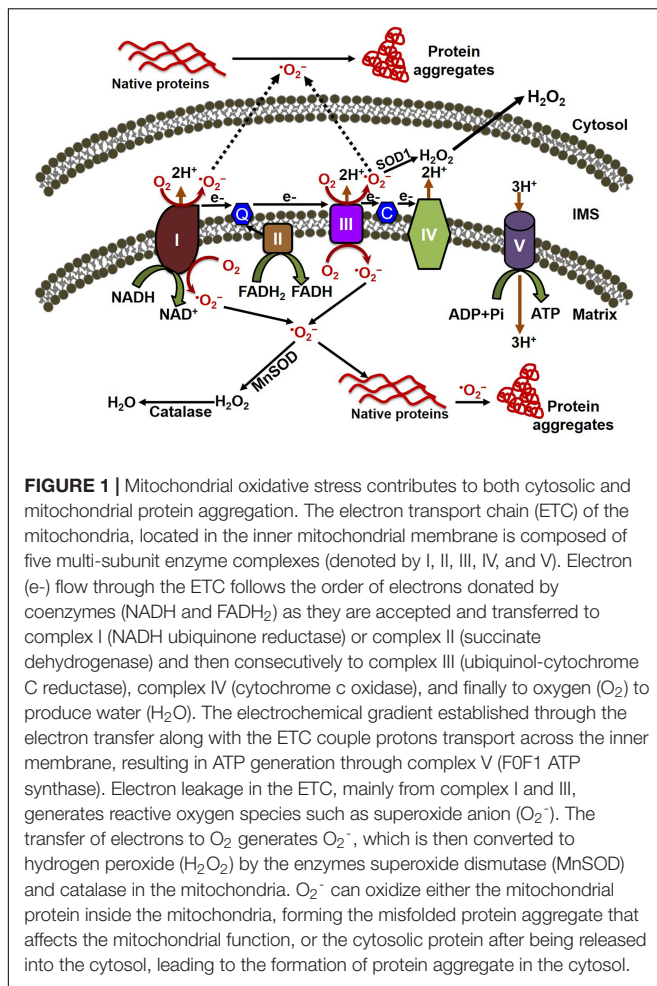 Native proteins
•O₂⁻
Protein
aggregates
H₂O₂
Cytosol
SOD1
H₂O₂
O₂
2H⁺
•O₂⁻
O₂
2H⁺
•O₂⁻
2H⁺
3H⁺
IMS
e-
Q
e-
e-
C
e-
I
II
III
IV
V
NADH
NAD⁺
O₂
•O₂⁻
FADH₂
FADH
O₂
•O₂⁻
ADP+Pi
ATP
Matrix
3H⁺
•O₂⁻
MnSOD
H₂O
Catalase
H₂O₂
Native proteins
•O₂⁻
Protein
aggregates
FIGURE 1 | Mitochondrial oxidative stress contributes to both cytosolic and
mitochondrial protein aggregation. The electron transport chain (ETC) of the
mitochondria, located in the inner mitochondrial membrane is composed of
five multi-subunit enzyme complexes (denoted by I, II, III, IV, and V). Electron
(e-) flow through the ETC follows the order of electrons donated by
coenzymes (NADH and FADH₂) as they are accepted and transferred to
complex I (NADH ubiquinone reductase) or complex II (succinate
dehydrogenase) and then consecutively to complex III (ubiquinol-cytochrome
C reductase), complex IV (cytochrome c oxidase), and finally to oxygen (O₂) to
produce water (H₂O). The electrochemical gradient established through the
electron transfer along with the ETC couple protons transport across the inner
membrane, resulting in ATP generation through complex V (F0F1 ATP
synthase). Electron leakage in the ETC, mainly from complex I and III,
generates reactive oxygen species such as superoxide anion (O₂⁻). The
transfer of electrons to O₂ generates O₂⁻, which is then converted to
hydrogen peroxide (H₂O₂) by the enzymes superoxide dismutase (MnSOD)
and catalase in the mitochondria. O₂⁻ can oxidize either the mitochondrial
protein inside the mitochondria, forming the misfolded protein aggregate that
affects the mitochondrial function, or the cytosolic protein after being released
into the cytosol, leading to the formation of protein aggregate in the cytosol.